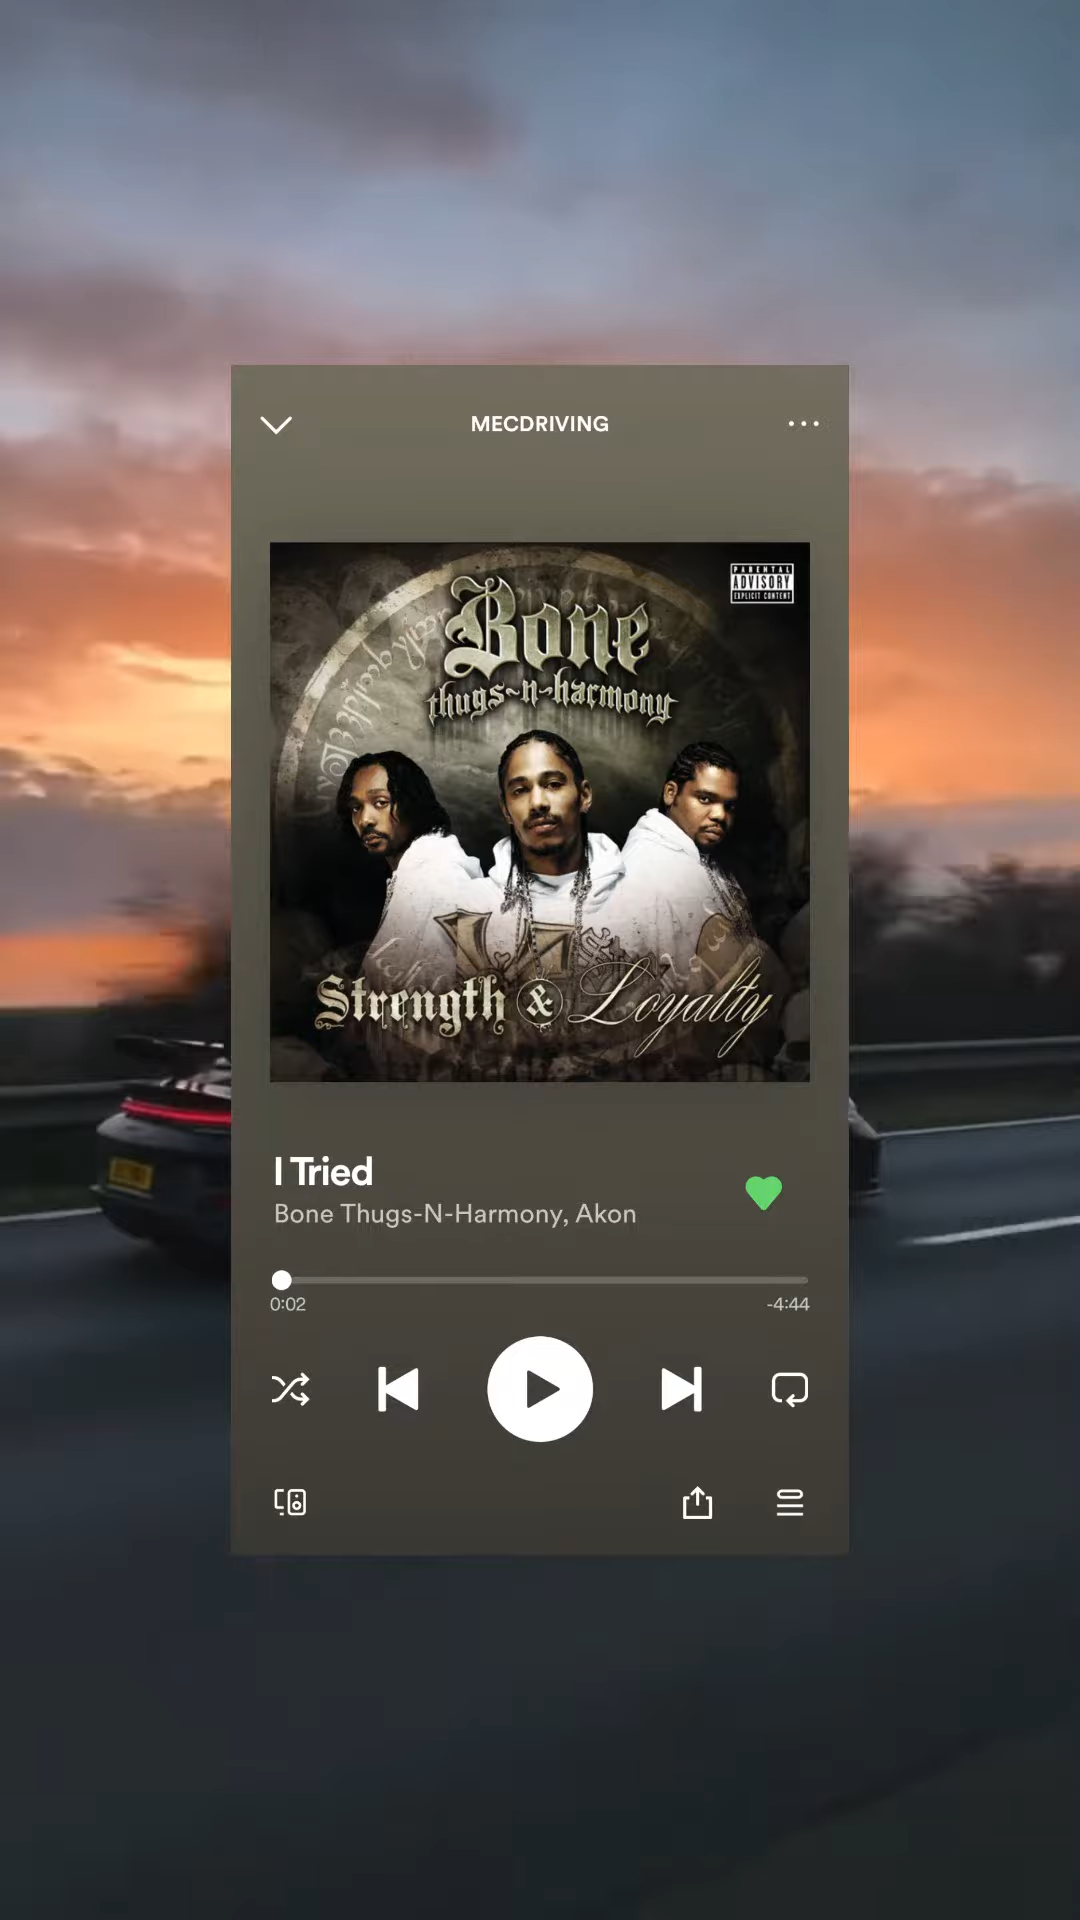 MECDRIVING
PARENTAL
ADVISORY
EXPLICIT CONTENT
Bone
thugs~n~harmony
Strength & Loyalty
I Tried
Bone Thugs-N-Harmony, Akon
0:02
-4:44